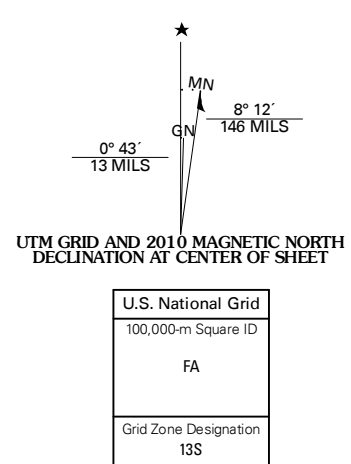 ★
MN
8° 12´
146 MILS
GN
0° 43´
13 MILS
UTM GRID AND 2010 MAGNETIC NORTH
DECLINATION AT CENTER OF SHEET
U.S. National Grid
100,000-m Square ID
FA
Grid Zone Designation
13S